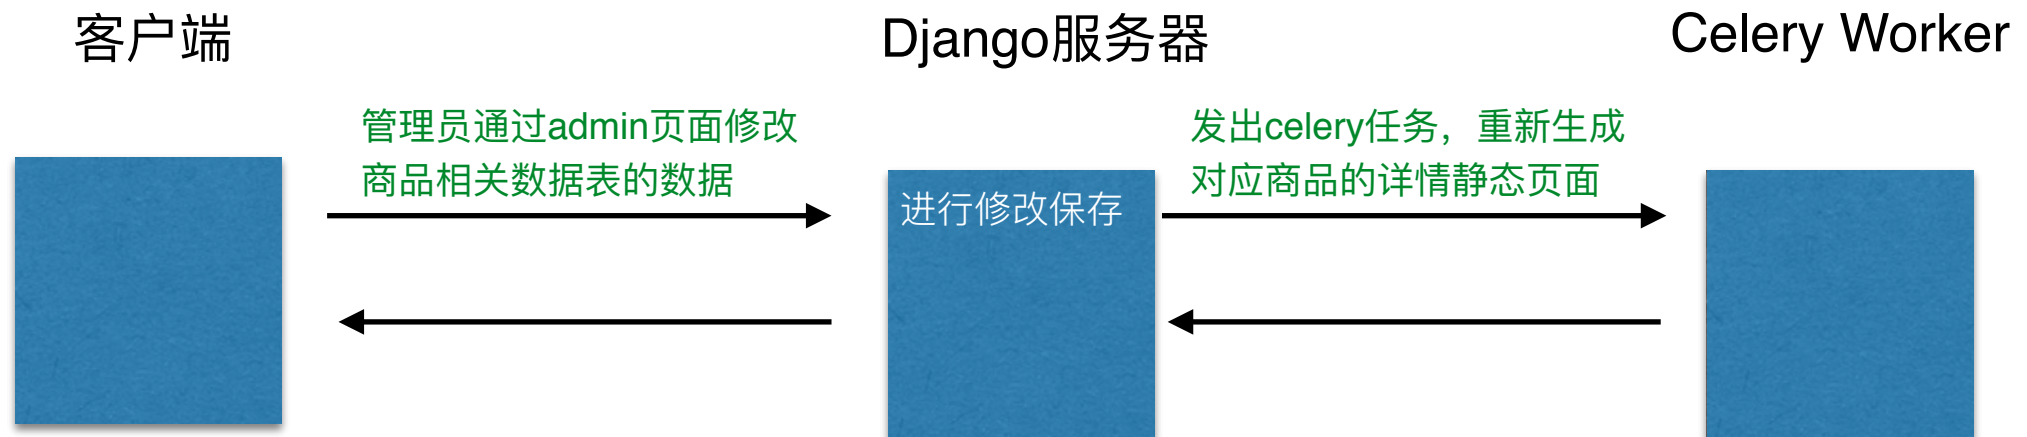 客户端
Django服务器
Celery Worker
管理员通过admin页面修改
商品相关数据表的数据
发出celery任务，重新生成
对应商品的详情静态页面
进行修改保存